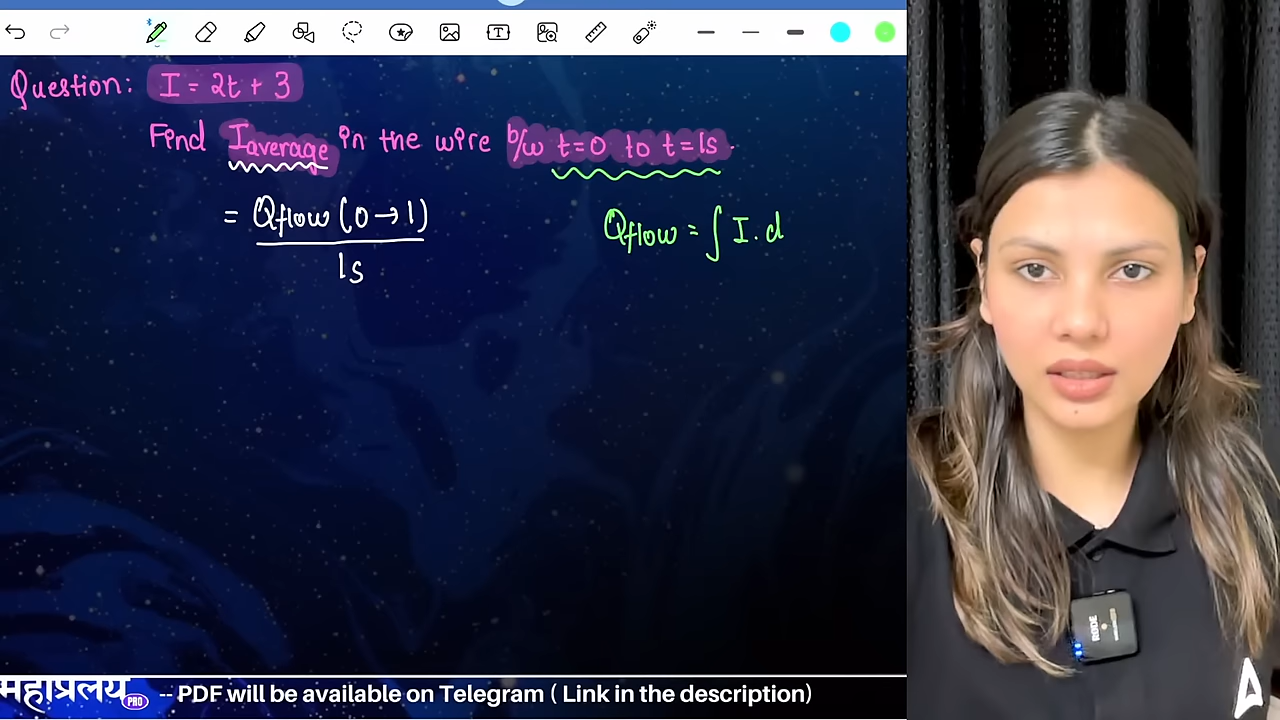 Question: I = 2t + 3
Find Iaverage in the wire b/w t=0 to t=1s.
= Qflow (0→1)
1s
Qflow = ∫ I. d
महाप्रलय PRO -- PDF will be available on Telegram ( Link in the description)
RODE